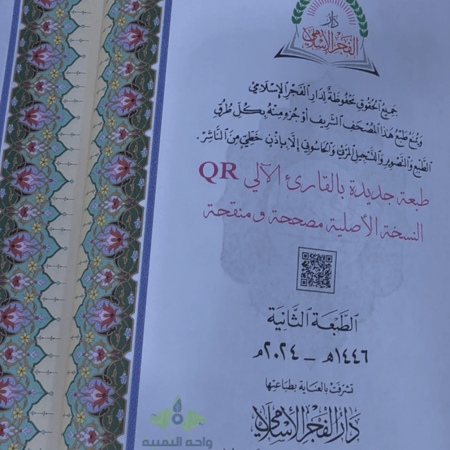 دار
الفجر الإسلامي
جميع الحقوق محفوظة لدار الفجر الإسلامي
ويمنع طبع هذا المصحف الشريف أو جزء منه بكل طرق
الطبع والتصوير والتسجيل المرئي والحاسوبي إلا بإذن خطي من الناشر.
طبعة جديدة بالقارئ الآلي QR
النسخة الأصلية مصححة ومنقحة
الطبعة الثانية
١٤٤٦هـ - ٢٠٢٤م
تشرفت بالعناية بطباعتها
دار الفجر الإسلامي
واحة